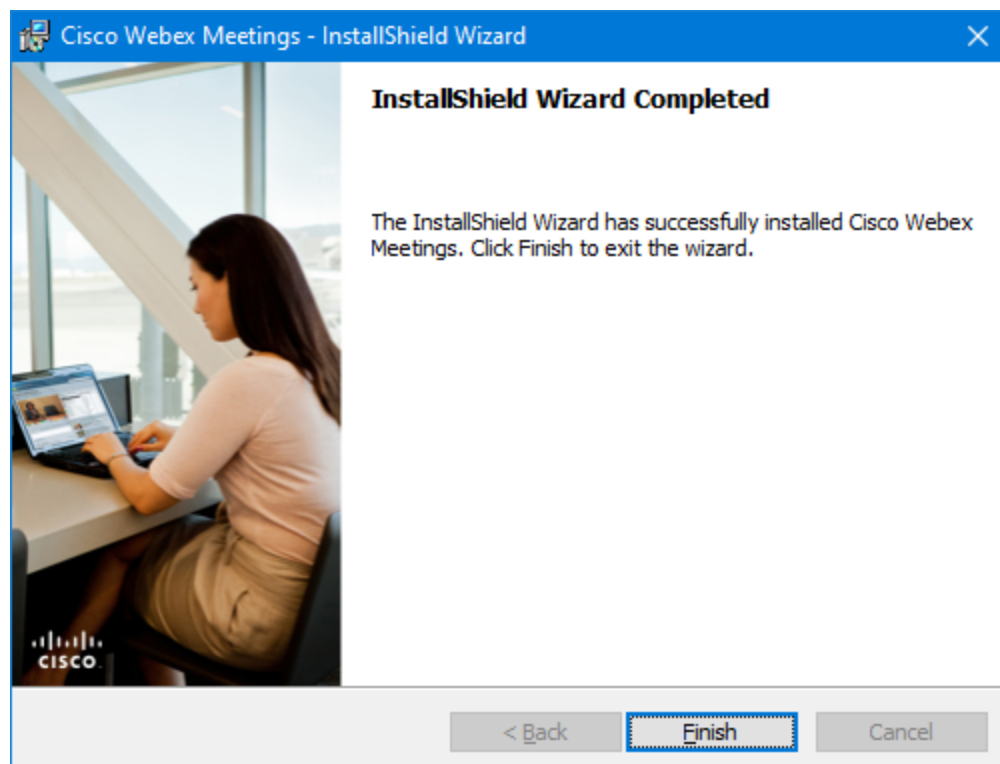 Cisco Webex Meetings - InstallShield Wizard
InstallShield Wizard Completed
The InstallShield Wizard has successfully installed Cisco Webex
Meetings. Click Finish to exit the wizard.
CISCO
< Back
Finish
Cancel